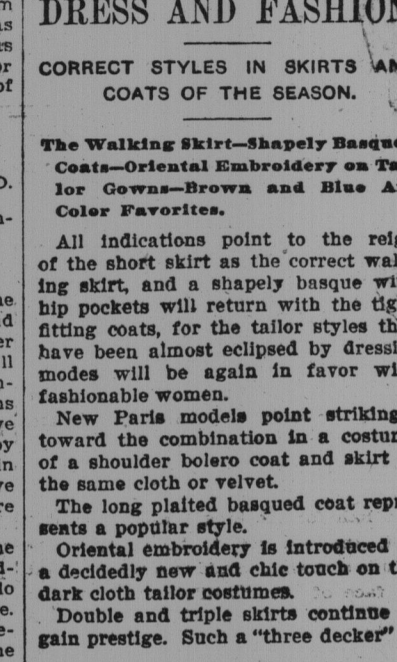 DRESS AND FASHION
CORRECT STYLES IN SKIRTS AN
COATS OF THE SEASON.
The Walking Skirt—Shapely Basque
Coats—Oriental Embroidery on Ta
lor Gowns—Brown and Blue A
Color Favorites.
All indications point to the reig
of the short skirt as the correct wal
ing skirt, and a shapely basque wi
hip pockets will return with the tig
fitting coats, for the tailor styles th
have been almost eclipsed by dressi
modes will be again in favor wi
fashionable women.
New Paris models point striking
toward the combination in a costum
of a shoulder bolero coat and skirt
the same cloth or velvet.
The long plaited basqued coat repr
sents a popular style.
Oriental embroidery is introduced
a decidedly new and chic touch on t
dark cloth tailor costumes.
Double and triple skirts continue
gain prestige. Such a "three decker"